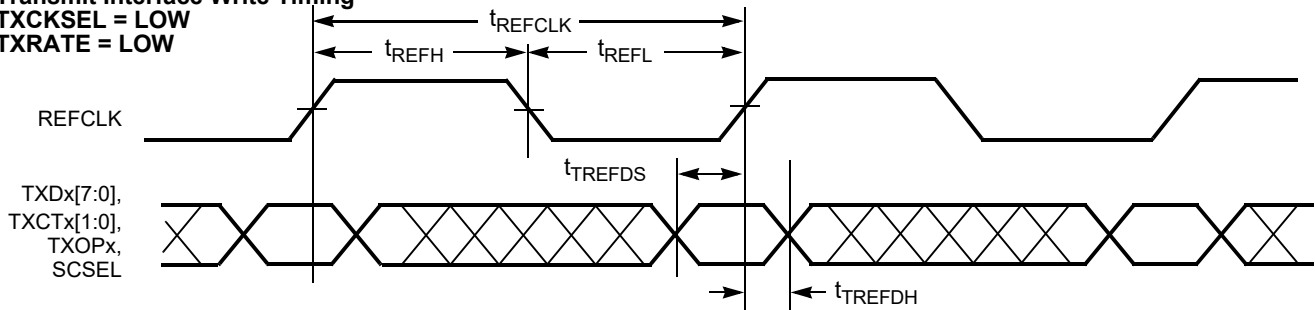 Transmit Interface Write Timing
TXCKSEL = LOW
TXRATE = LOW
tREFCLK
tREFH
tREFL
REFCLK
tTREFDS
TXDx[7:0],
TXCTx[1:0],
TXOPx,
SCSEL
tTREFDH